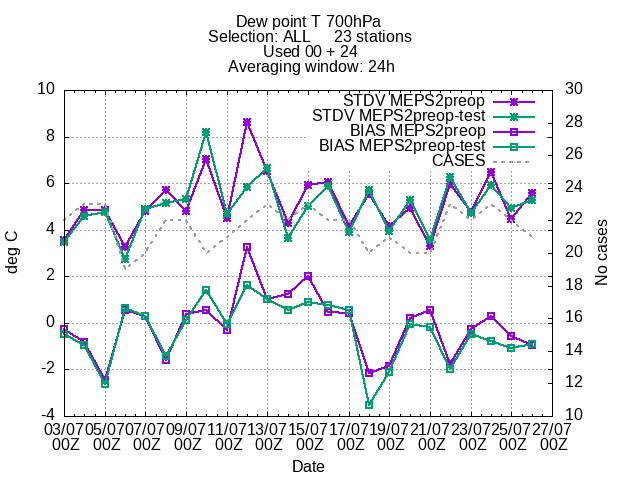 Dew point T 700hPa
Selection: ALL 23 stations
Used 00 + 24
Averaging window: 24h
STDV MEPS2preop
STDV MEPS2preop-test
BIAS MEPS2preop
BIAS MEPS2preop-test
CASES
10
8
6
4
2
0
-2
-4
deg C
30
28
26
24
22
20
18
16
14
12
10
No cases
03/07 05/07 07/07 09/07 11/07 13/07 15/07 17/07 19/07 21/07 23/07 25/07 27/07
00Z 00Z 00Z 00Z 00Z 00Z 00Z 00Z 00Z 00Z 00Z 00Z 00Z
Date